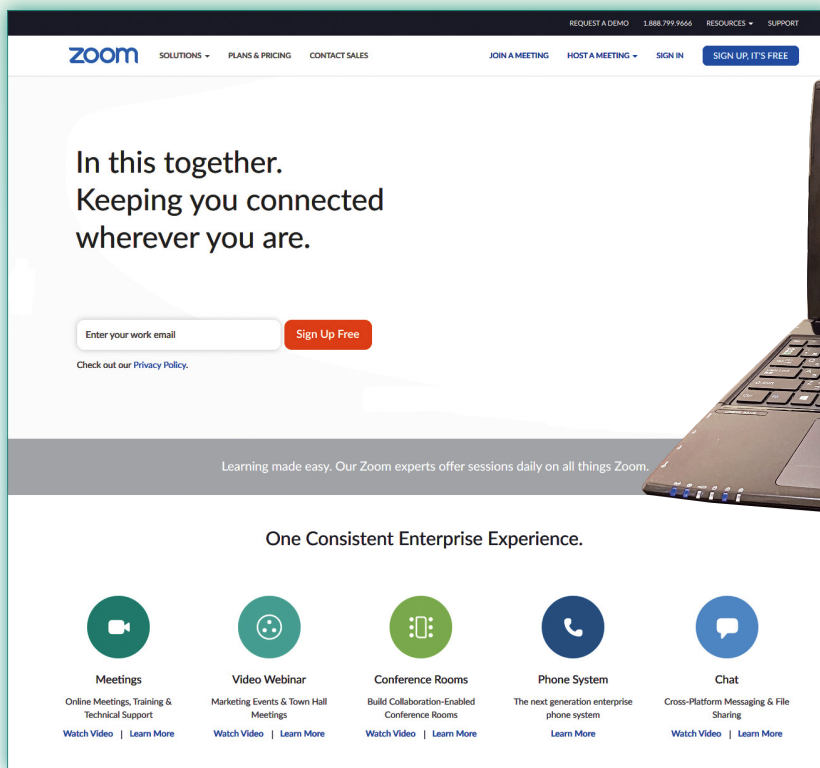 REQUEST A DEMO 1.888.799.9666 RESOURCES SUPPORT
zoom SOLUTIONS PLANS & PRICING CONTACT SALES JOIN A MEETING HOST A MEETING SIGN IN SIGN UP, IT'S FREE
In this together.
Keeping you connected
wherever you are.
Enter your work email Sign Up Free
Check out our Privacy Policy.
Learning made easy. Our Zoom experts offer sessions daily on all things Zoom.
One Consistent Enterprise Experience.
Meetings
Online Meetings, Training &
Technical Support
Watch Video | Learn More
Video Webinar
Marketing Events & Town Hall
Meetings
Watch Video | Learn More
Conference Rooms
Build Collaboration-Enabled
Conference Rooms
Watch Video | Learn More
Phone System
The next generation enterprise
phone system
Learn More
Chat
Cross-Platform Messaging & File
Sharing
Watch Video | Learn More